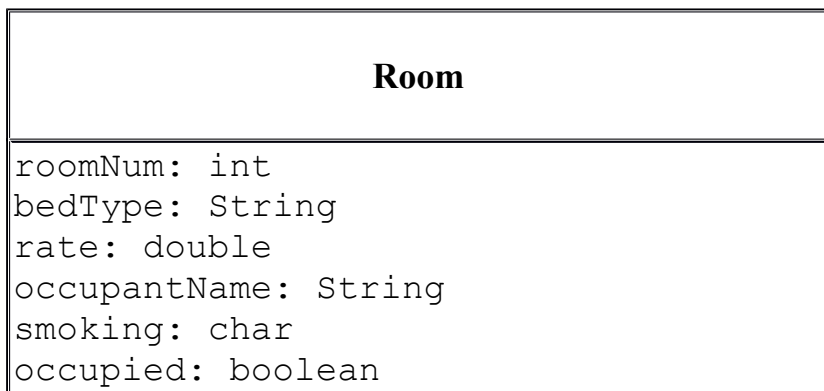 Room
roomNum: int
bedType: String
rate: double
occupantName: String
smoking: char
occupied: boolean